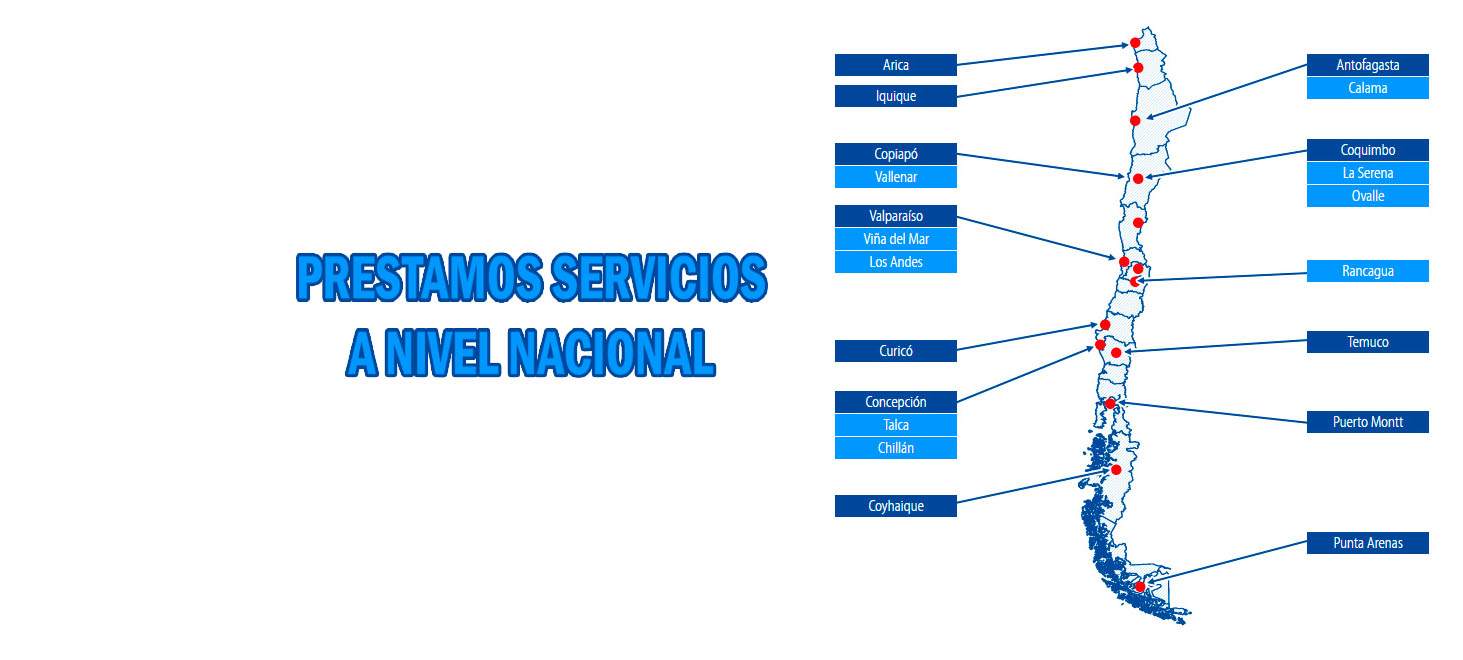 PRESTAMOS SERVICIOS
A NIVEL NACIONAL
Arica
Iquique
Copiapó
Vallenar
Valparaíso
Viña del Mar
Los Andes
Curicó
Concepción
Talca
Chillán
Coyhaique
Antofagasta
Calama
Coquimbo
La Serena
Ovalle
Rancagua
Temuco
Puerto Montt
Punta Arenas